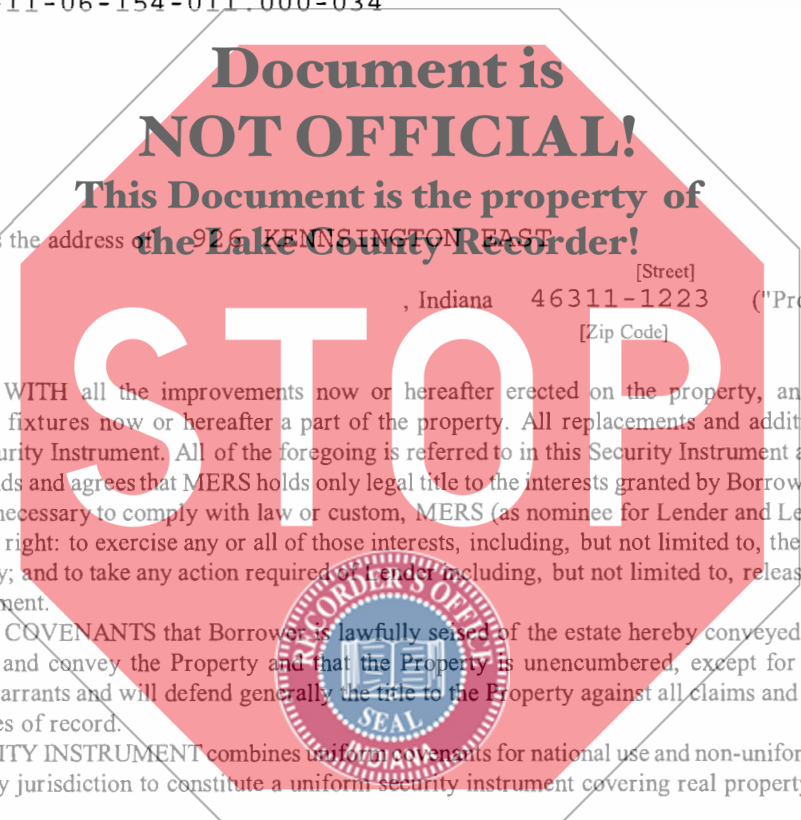 11-06-154-011.000-034
Document is
NOT OFFICIAL!
This Document is the property of
the Lake County Recorder!
s the address of 926 KENNSINGTON EAST
[Street]
, Indiana 46311-1223 ("Pro
[Zip Code]
STOP
WITH all the improvements now or hereafter erected on the property, an
fixtures now or hereafter a part of the property. All replacements and addit
urity Instrument. All of the foregoing is referred to in this Security Instrument a
ds and agrees that MERS holds only legal title to the interests granted by Borrow
necessary to comply with law or custom, MERS (as nominee for Lender and Le
right: to exercise any or all of those interests, including, but not limited to, the
y; and to take any action required of Lender including, but not limited to, releas
ment.
COVENANTS that Borrower is lawfully seised of the estate hereby conveyed
and convey the Property and that the Property is unencumbered, except for
arrants and will defend generally the title to the Property against all claims and
es of record.
ITY INSTRUMENT combines uniform covenants for national use and non-unifor
y jurisdiction to constitute a uniform security instrument covering real property
RECORDER'S OFFICE
SEAL
INDIANA